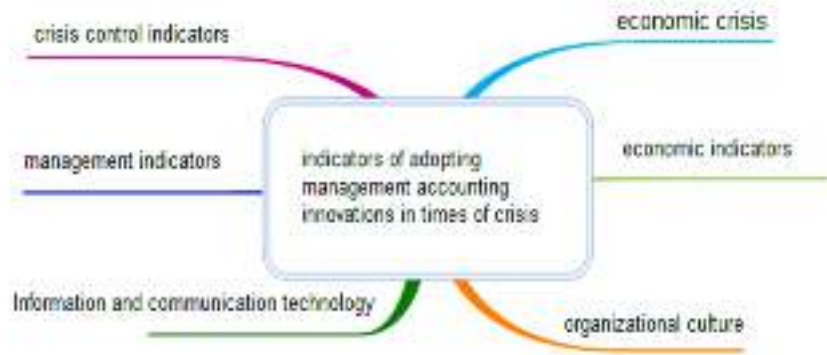 crisis control indicators
economic crisis
management indicators
indicators of adopting
management accounting
innovations in times of crisis
economic indicators
Information and communication technology
organizational culture